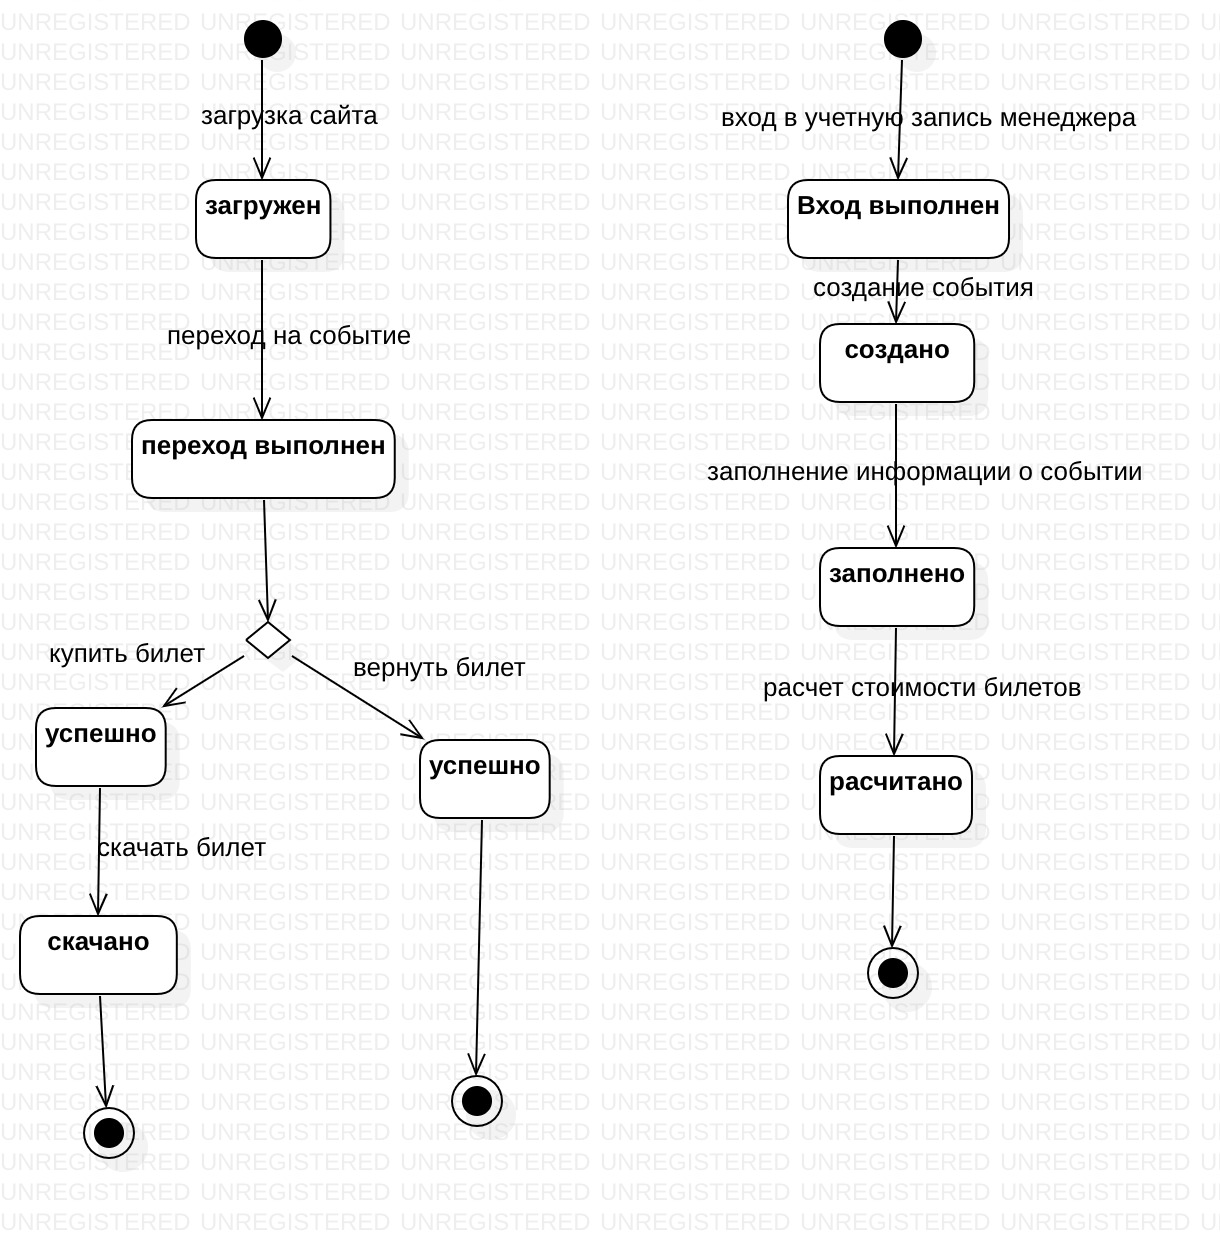 загрузка сайта
загружен
переход на событие
переход выполнен
купить билет
вернуть билет
успешно
успешно
скачать билет
скачано
вход в учетную запись менеджера
Вход выполнен
создание события
создано
заполнение информации о событии
заполнено
расчет стоимости билетов
расчитано
UNREGISTERED